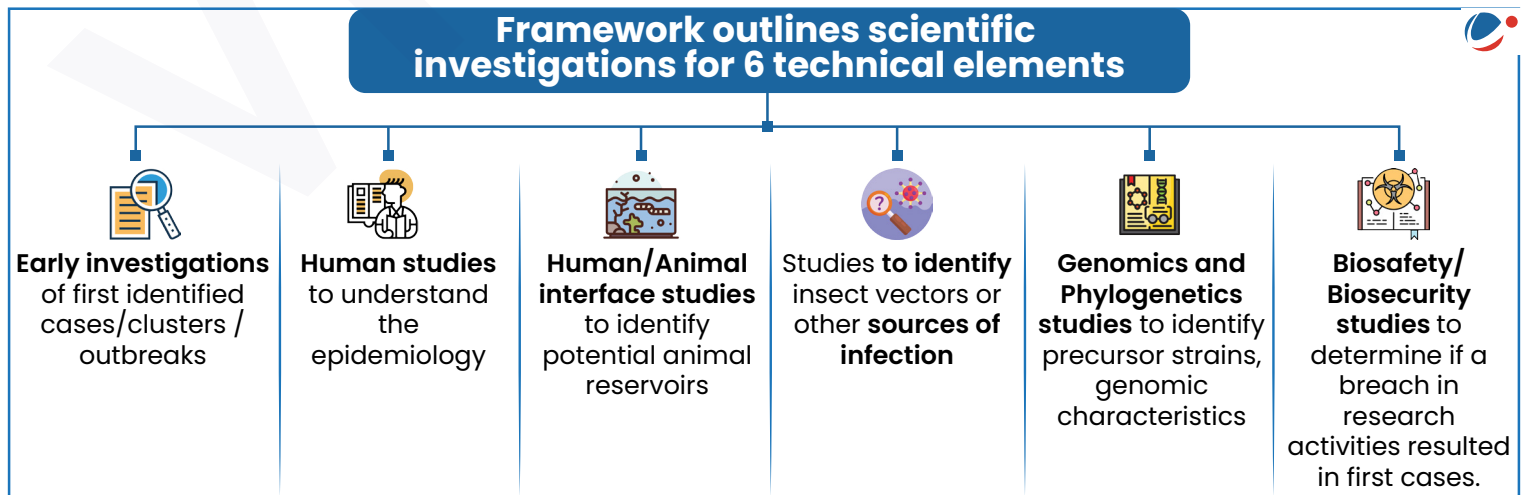 Framework outlines scientific
investigations for 6 technical elements
Early investigations
of first identified
cases/clusters /
outbreaks
Human studies
to understand
the
epidemiology
Human/Animal
interface studies
to identify
potential animal
reservoirs
Studies to identify
insect vectors or
other sources of
infection
Genomics and
Phylogenetics
studies to identify
precursor strains,
genomic
characteristics
Biosafety/
Biosecurity
studies to
determine if a
breach in
research
activities resulted
in first cases.